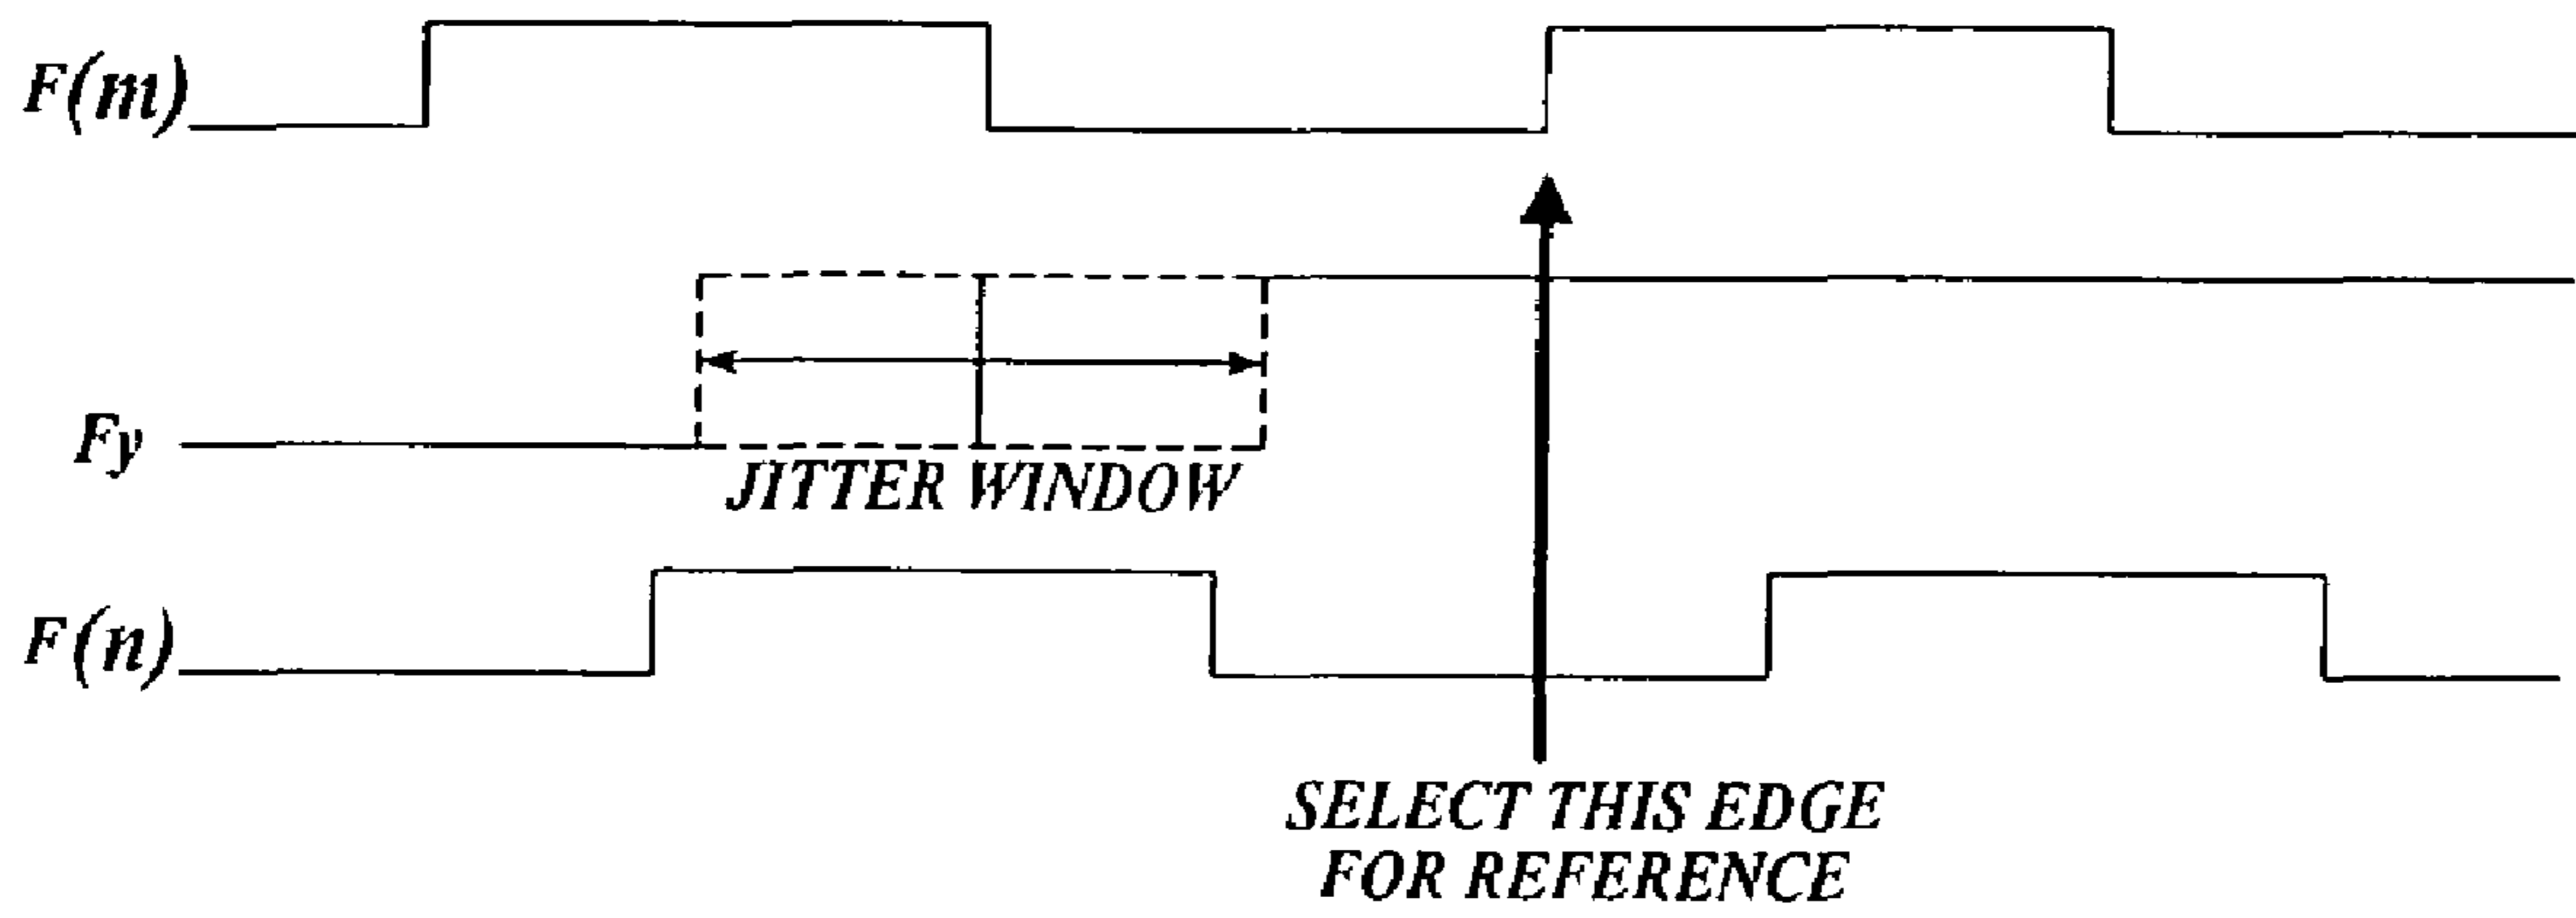 F(m)
Fy
JITTER WINDOW
F(n)
SELECT THIS EDGE
FOR REFERENCE